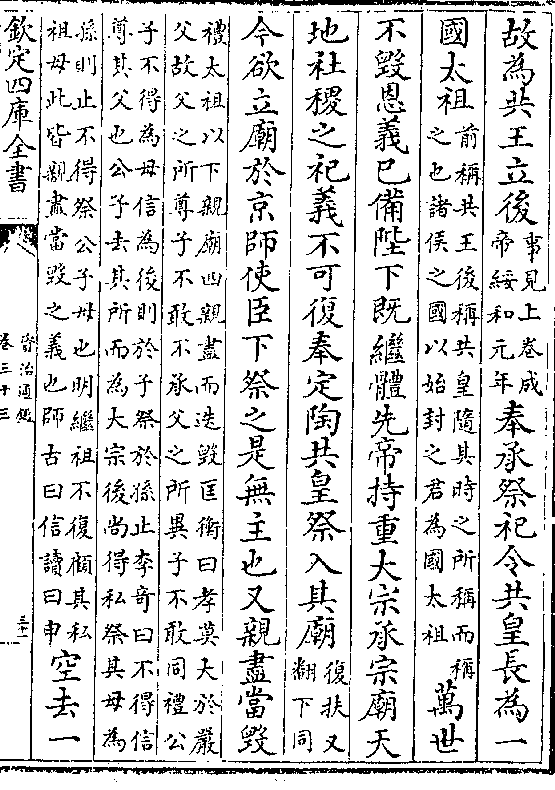 故為共王立後事見上卷成帝綏和元年奉承祭祀令共皇長為一
國太祖前稱共王後稱共皇隨其時之所稱而稱之也諸侯之國以始封之君為國太祖萬世
不毀恩義已備陛下既繼體先帝持重大宗承宗廟天
地社稷之祀義不可復奉定陶共皇祭入其廟復扶又翻下同
今欲立廟於京師使臣下祭之是無主也又親盡當毀
禮太祖以下親廟四親盡而迭毀匡衡曰孝莫大於嚴
父故父之所尊子不敢不承父之所異子不敢同禮公
子不得為母信為後則於子祭於孫止李奇曰不得信
尊其父也公子去其所而為大宗後尚得私祭其母為
孫則止不得祭公子母也明繼祖不復顧其私
祖母此皆親盡當毀之義也師古曰信讀曰申空去一
欽定四庫全書
資治通鑑
卷三十三